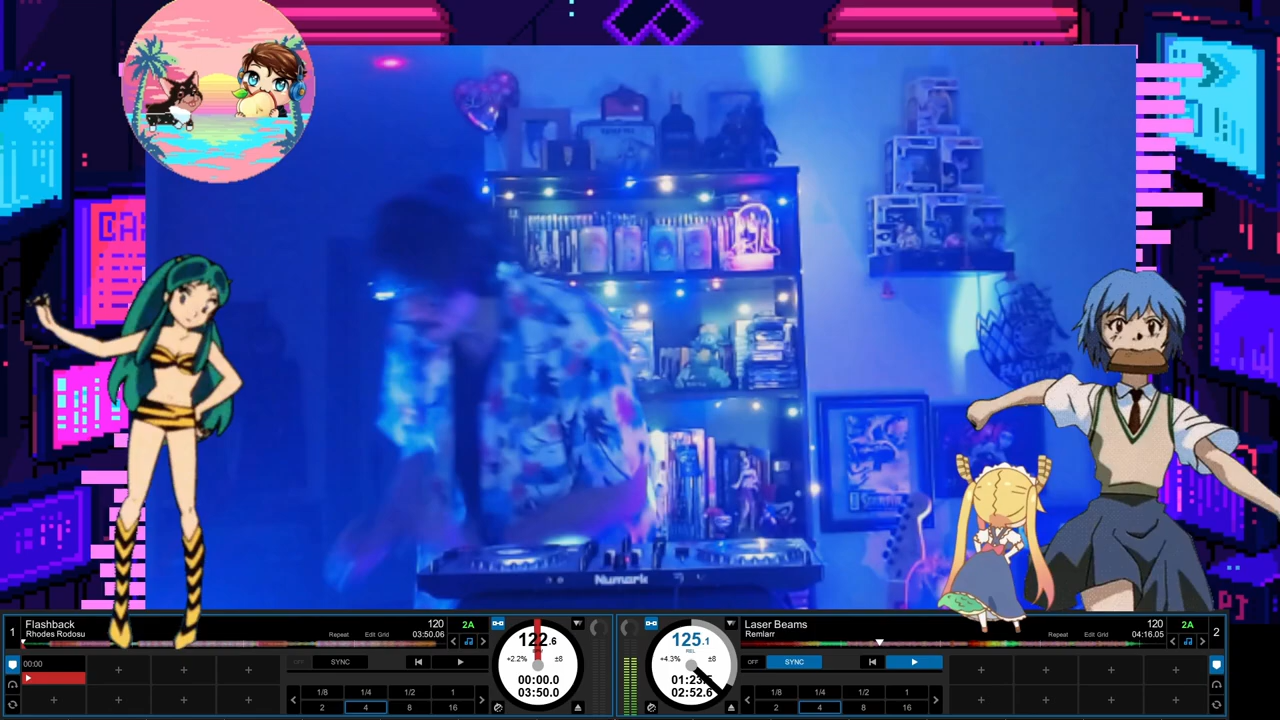 Numark
1
Flashback
Rhodes Rodosu
120
03:50.06
2A
Repeat
Edit Grid
00:00
OFF
SYNC
1/8
1/4
1/2
1
2
4
8
16
122.6
+2.2%
±8
00:00.0
03:50.0
125.1
REL
+4.3%
±8
02:52.6
Laser Beams
Remlarr
120
04:16.05
2A
2
Repeat
Edit Grid
OFF
SYNC
1/8
1/4
1/2
1
2
4
8
16